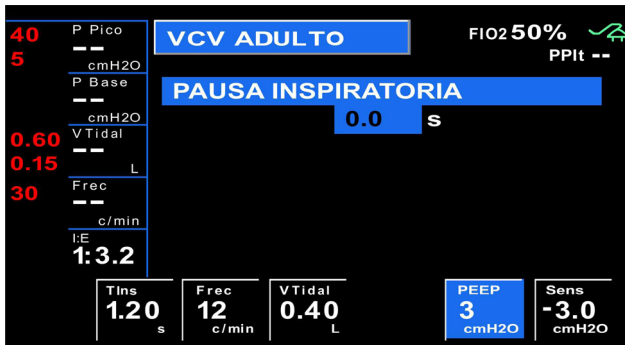 40 P Pico
--
5 cmH2O
P Base
--
cmH2O
0.60 VTidal
--
0.15 L
30 Frec
--
c/min
I:E
1:3.2
VCV ADULTO
FIO2 50%
PPlt --
PAUSA INSPIRATORIA
0.0 s
TIns
1.20
s
Frec
12
c/min
VTidal
0.40
L
PEEP
3
cmH2O
Sens
-3.0
cmH2O